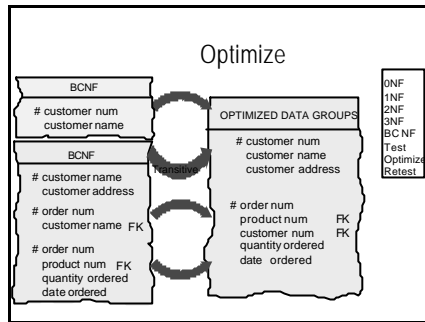 Optimize
BCNF
# customer num
customer name
BCNF
# customer name
customer address
# order num
customer name FK
# order num
product num FK
quantity ordered
date ordered
Transitive
OPTIMIZED DATA GROUPS
# customer num
customer name
customer address
# order num
product num FK
customer num FK
quantity ordered
date ordered
0NF
1NF
2NF
3NF
BC NF
Test
Optimize
Retest